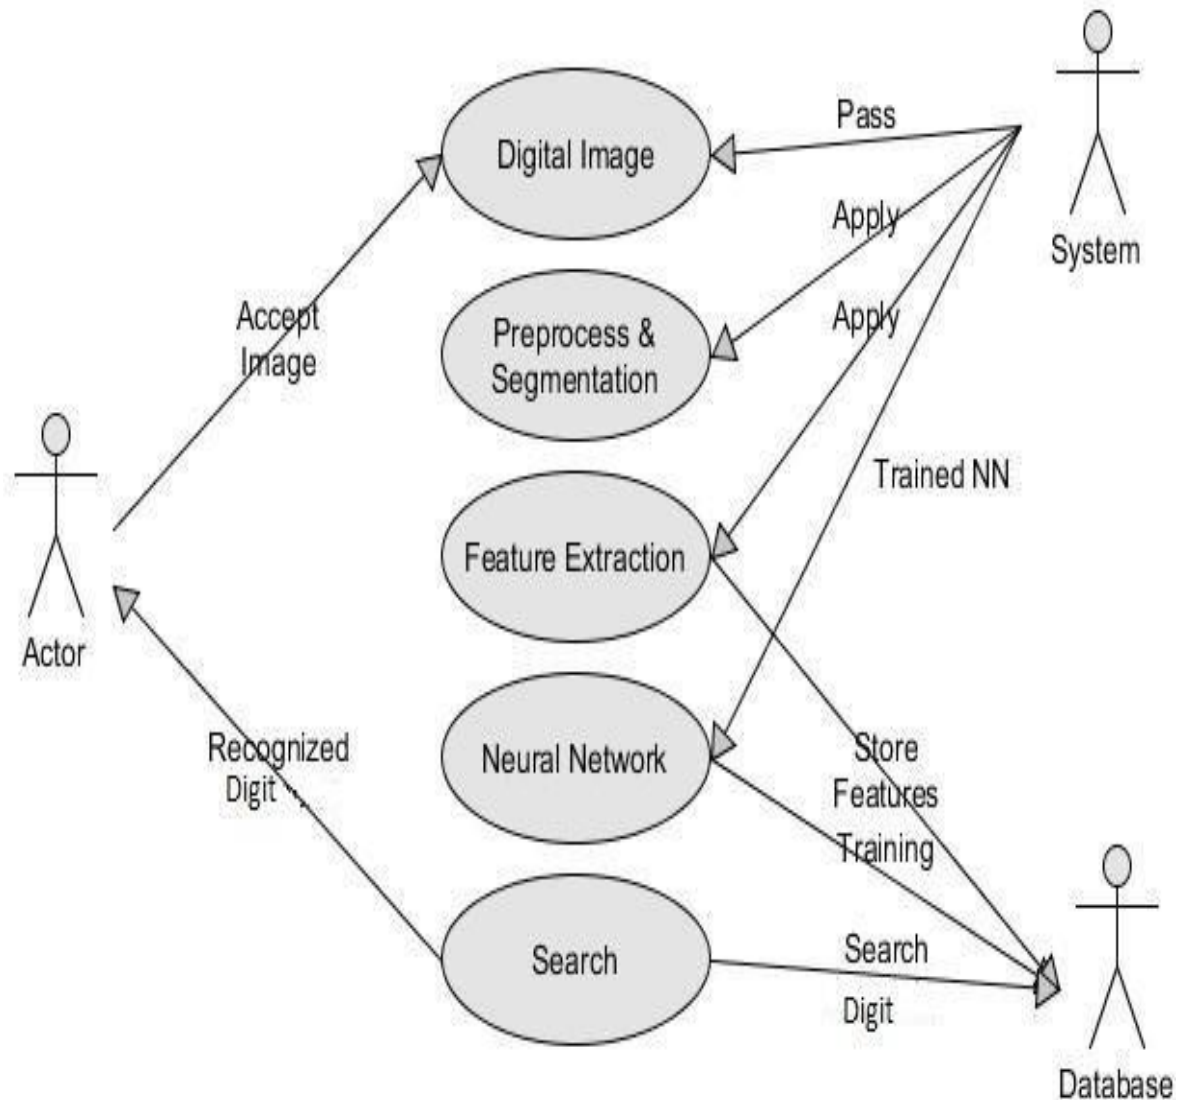 Pass
Digital Image
Apply
System
Accept
Image
Preprocess &
Segmentation
Apply
Trained NN
Feature Extraction
Actor
Recognized
Digit
Neural Network
Store
Features
Training
Search
Search
Digit
Database